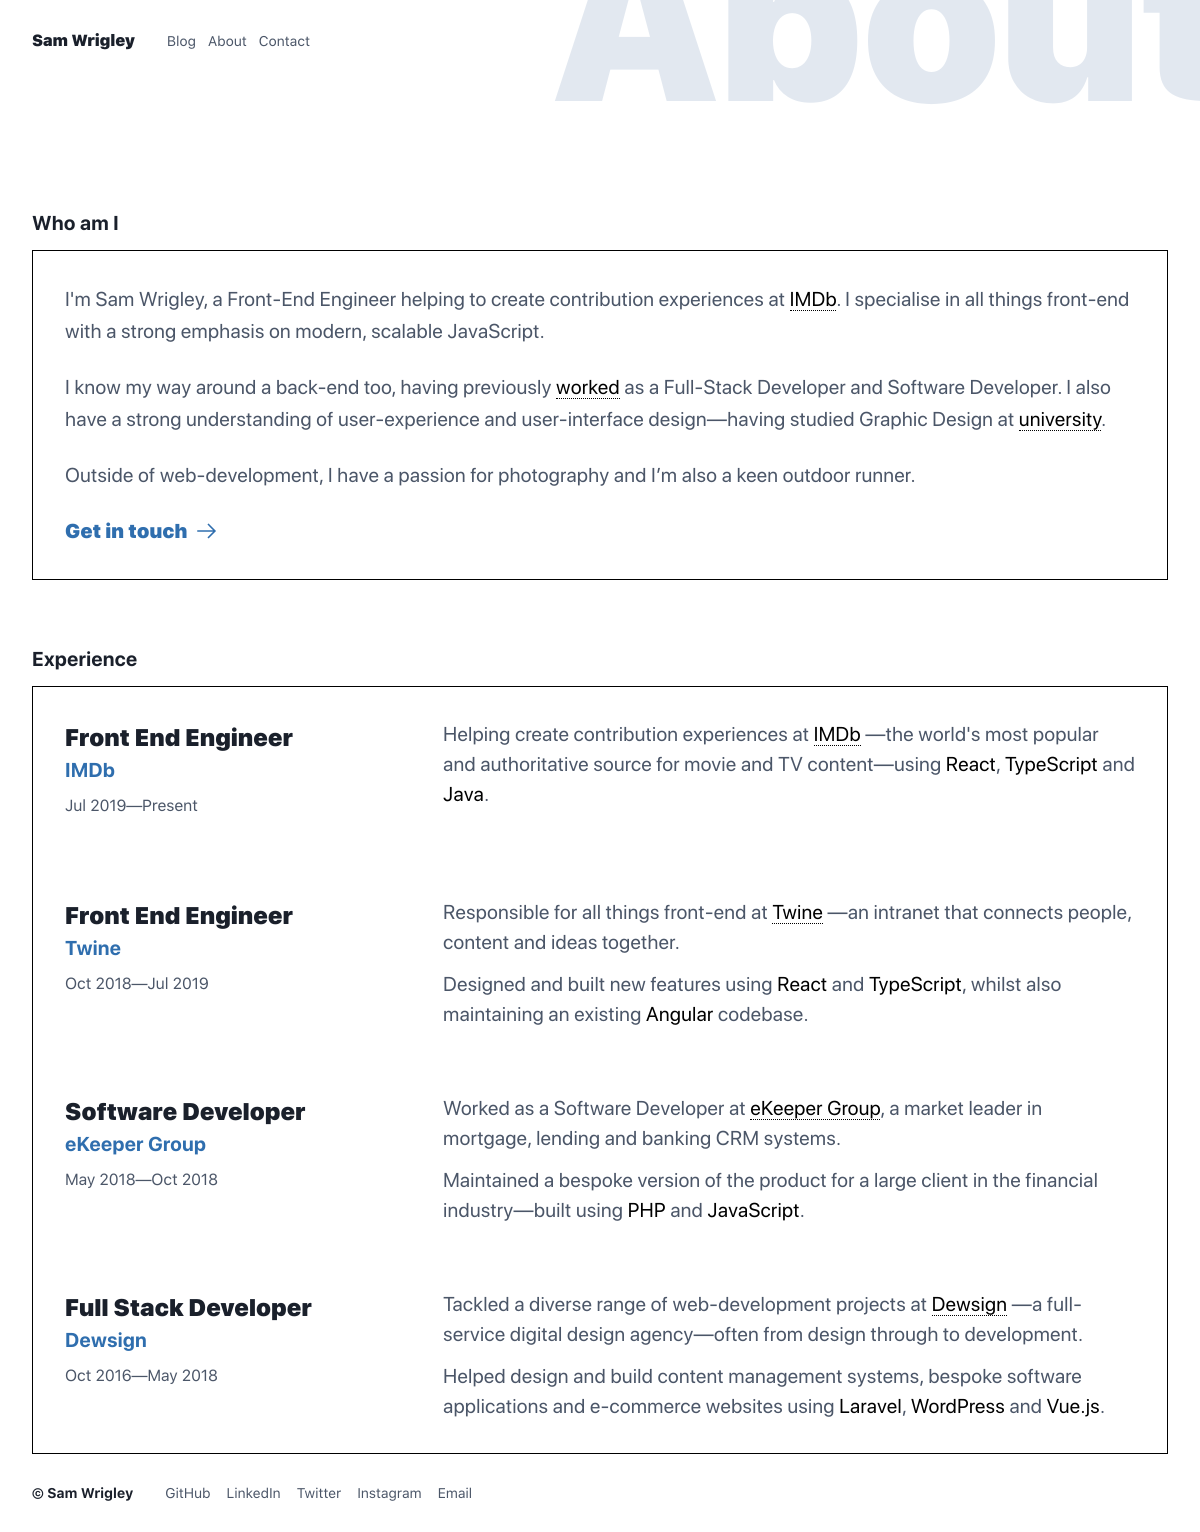 About
Sam Wrigley Blog About Contact
Who am I
I'm Sam Wrigley, a Front-End Engineer helping to create contribution experiences at IMDb. I specialise in all things front-end
with a strong emphasis on modern, scalable JavaScript.
I know my way around a back-end too, having previously worked as a Full-Stack Developer and Software Developer. I also
have a strong understanding of user-experience and user-interface design—having studied Graphic Design at university.
Outside of web-development, I have a passion for photography and I’m also a keen outdoor runner.
Get in touch →
Experience
Front End Engineer
IMDb
Jul 2019—Present
Helping create contribution experiences at IMDb —the world's most popular
and authoritative source for movie and TV content—using React, TypeScript and
Java.
Front End Engineer
Twine
Oct 2018—Jul 2019
Responsible for all things front-end at Twine —an intranet that connects people,
content and ideas together.
Designed and built new features using React and TypeScript, whilst also
maintaining an existing Angular codebase.
Software Developer
eKeeper Group
May 2018—Oct 2018
Worked as a Software Developer at eKeeper Group, a market leader in
mortgage, lending and banking CRM systems.
Maintained a bespoke version of the product for a large client in the financial
industry—built using PHP and JavaScript.
Full Stack Developer
Dewsign
Oct 2016—May 2018
Tackled a diverse range of web-development projects at Dewsign —a full-
service digital design agency—often from design through to development.
Helped design and build content management systems, bespoke software
applications and e-commerce websites using Laravel, WordPress and Vue.js.
© Sam Wrigley GitHub LinkedIn Twitter Instagram Email